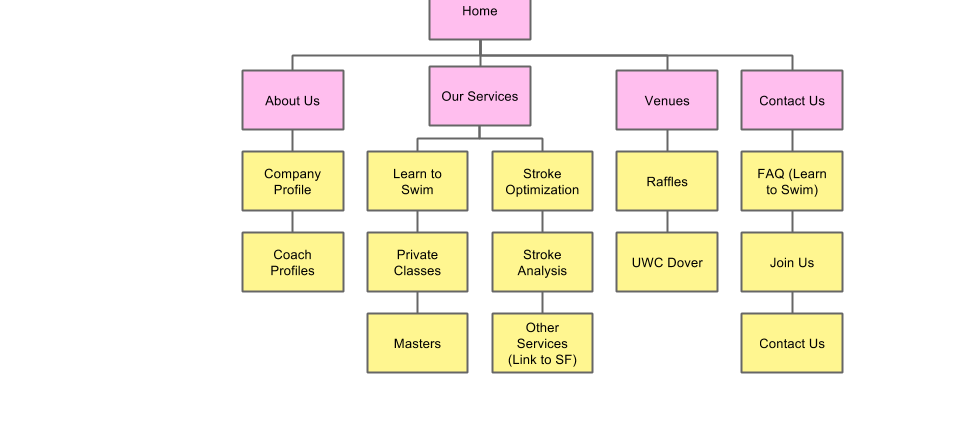 Home
About Us
Our Services
Venues
Contact Us
Company
Profile
Learn to
Swim
Stroke
Optimization
Raffles
FAQ (Learn
to Swim)
Coach
Profiles
Private
Classes
Stroke
Analysis
UWC Dover
Join Us
Masters
Other
Services
(Link to SF)
Contact Us